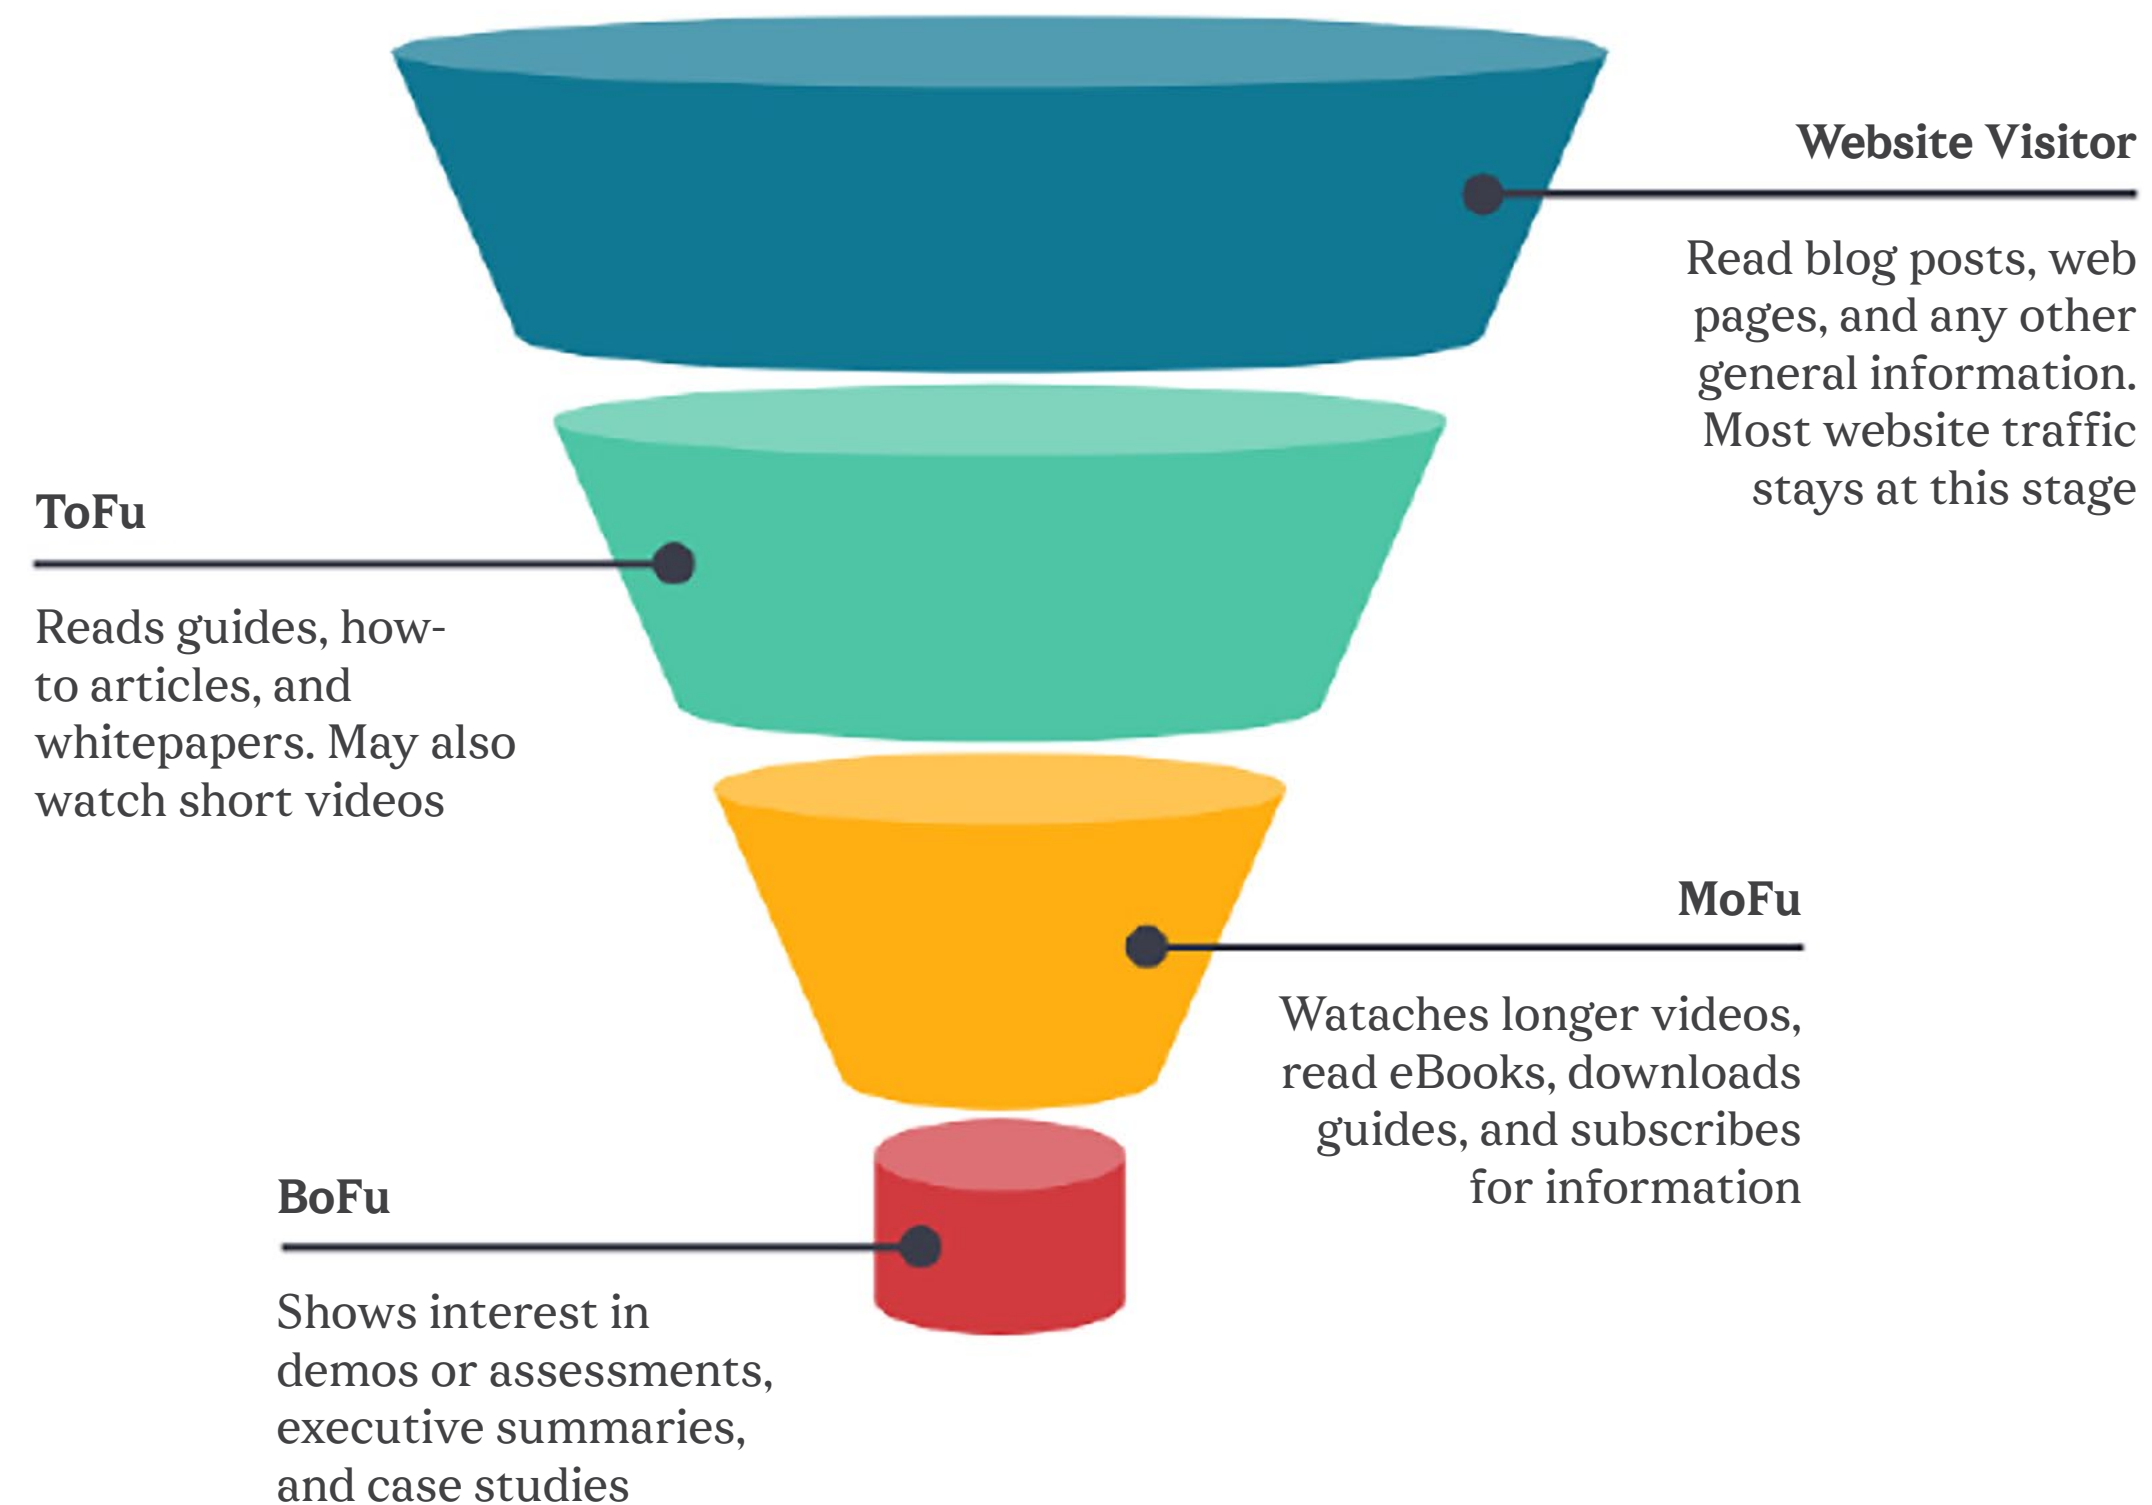 Website Visitor
Read blog posts, web
pages, and any other
general information.
Most website traffic
stays at this stage
ToFu
Reads guides, how-
to articles, and
whitepapers. May also
watch short videos
MoFu
Wataches longer videos,
read eBooks, downloads
guides, and subscribes
for information
BoFu
Shows interest in
demos or assessments,
executive summaries,
and case studies